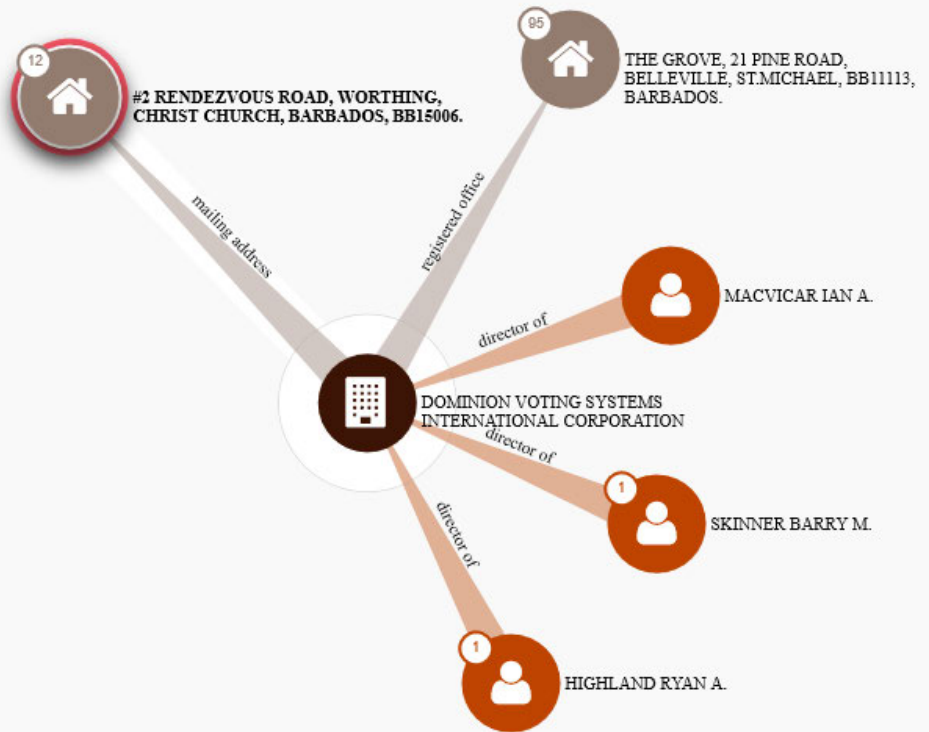 12
#2 RENDEZVOUS ROAD, WORTHING,
CHRIST CHURCH, BARBADOS, BB15006.
95
THE GROVE, 21 PINE ROAD,
BELLEVILLE, ST.MICHAEL, BB11113,
BARBADOS.
mailing address
registered office
director of
MACVICAR IAN A.
DOMINION VOTING SYSTEMS
INTERNATIONAL CORPORATION
director of
1
SKINNER BARRY M.
director of
1
HIGHLAND RYAN A.